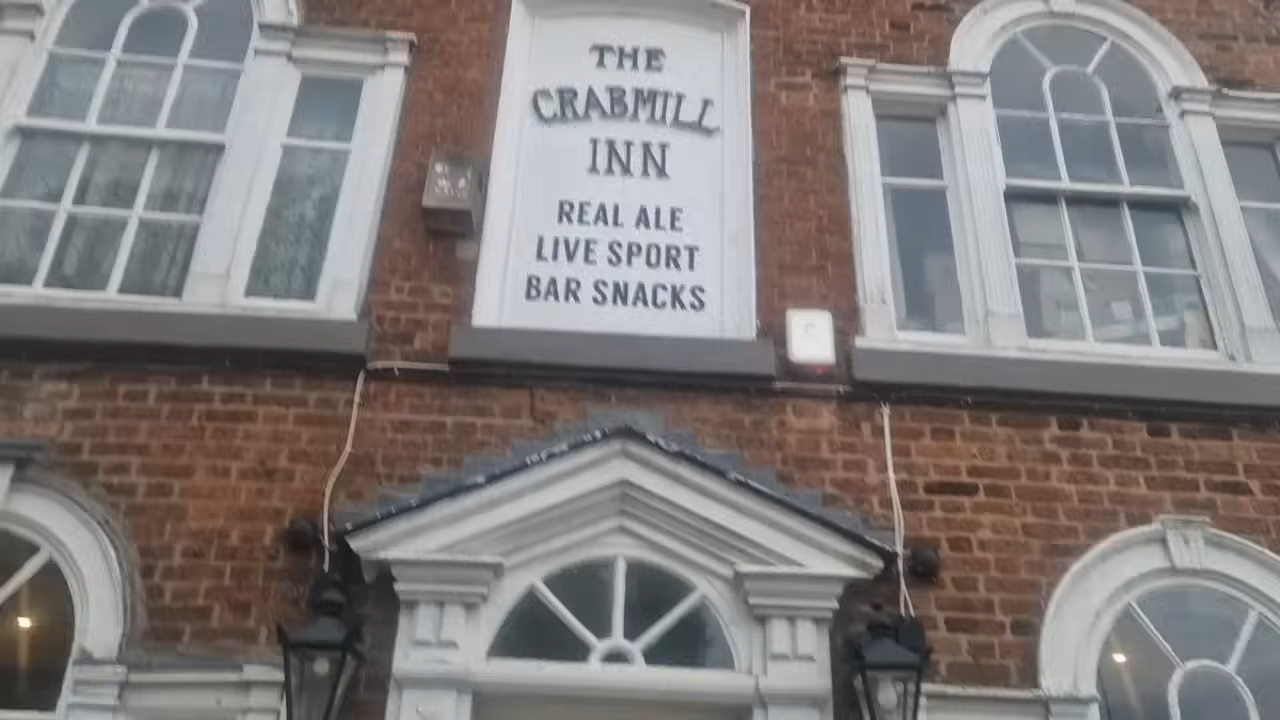 THE
CRABMILL
INN
REAL ALE
LIVE SPORT
BAR SNACKS